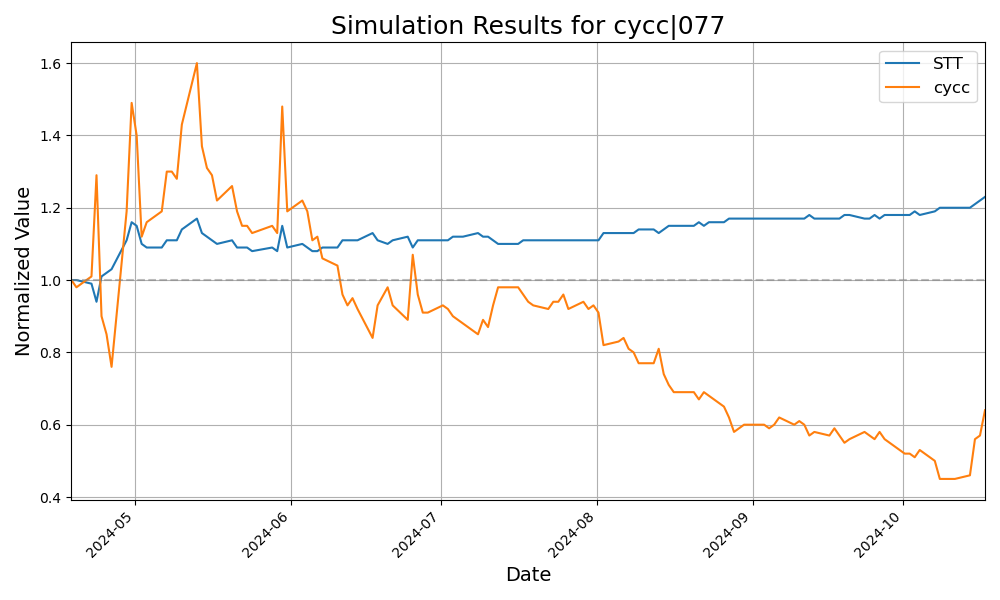 Simulation Results for cycc|077
STT
cycc
Normalized Value
1.6
1.4
1.2
1.0
0.8
0.6
0.4
2024-05
2024-06
2024-07
2024-08
2024-09
2024-10
Date